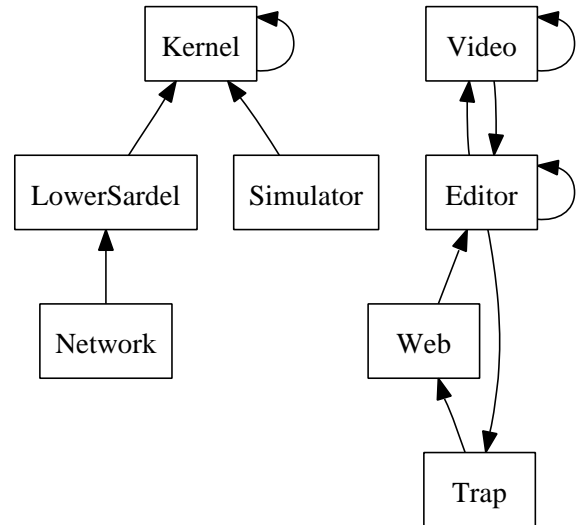 Kernel
Video
LowerSardel
Simulator
Editor
Network
Web
Trap